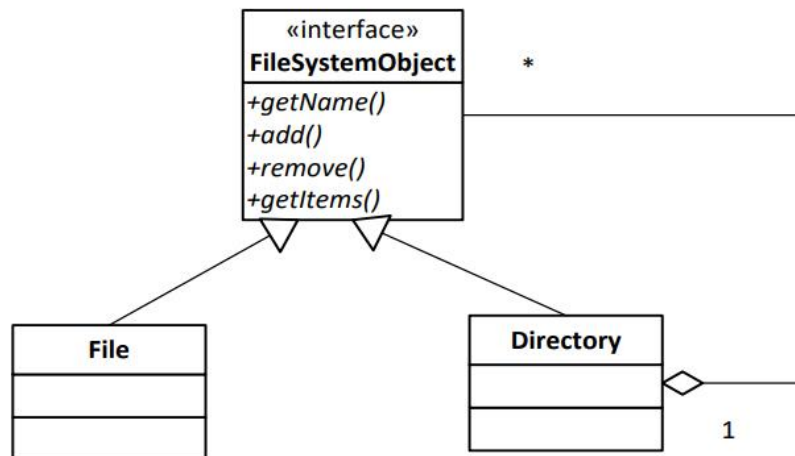 «interface»
FileSystemObject
*
+getName()
+add()
+remove()
+getItems()
File
Directory
1